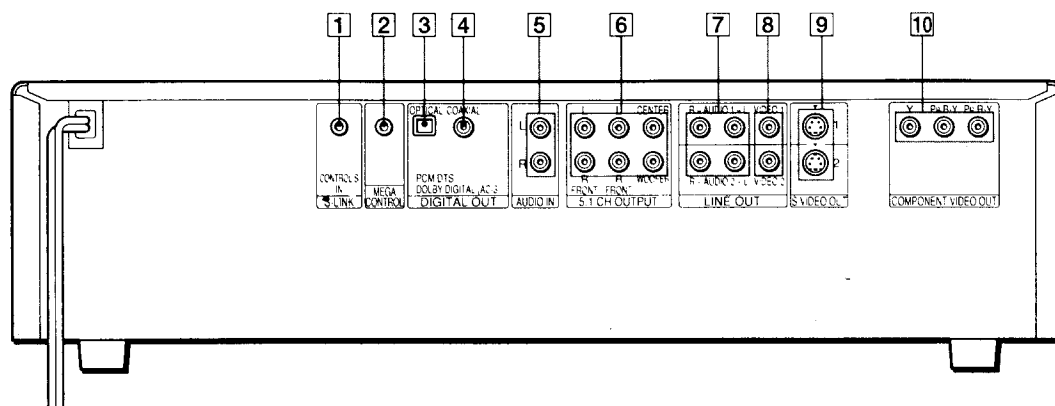 1 2 3 4 5 6 7 8 9 10
OPTICAL COAXIAL
L L CENTER
R - AUDIO 1 - L VIDEO 1
Y PB B-Y PR R-Y
L
R
1
2
CONTROL S
IN
S-LINK
MEGA
CONTROL
PCM/DTS
DOLBY DIGITAL (AC-3
DIGITAL OUT
AUDIO IN
R R WOOFER
FRONT FRONT
5.1 CH OUTPUT
R - AUDIO 2 - L VIDEO 2
LINE OUT
S VIDEO OUT
COMPONENT VIDEO OUT